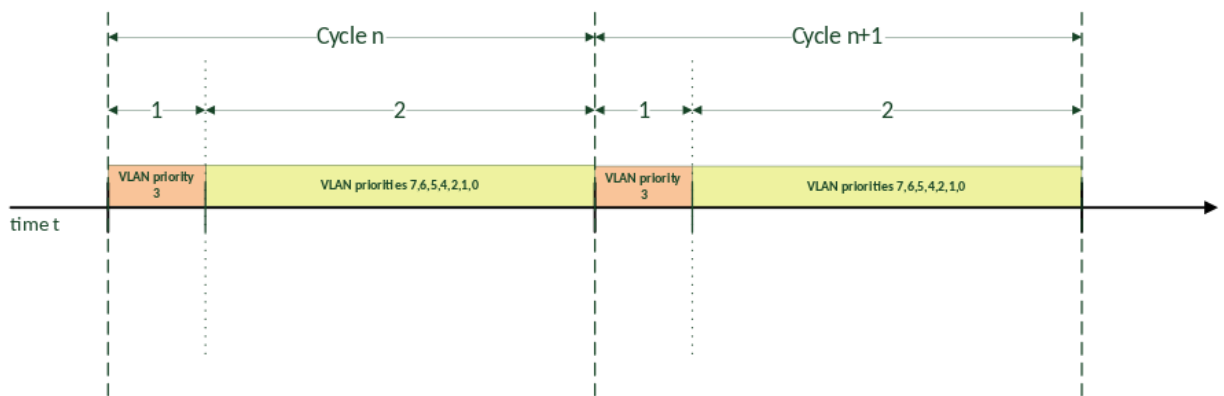 Cycle n
Cycle n+1
1
2
1
2
VLAN priority
3
VLAN priorities 7,6,5,4,2,1,0
VLAN priority
3
VLAN priorities 7,6,5,4,2,1,0
time t